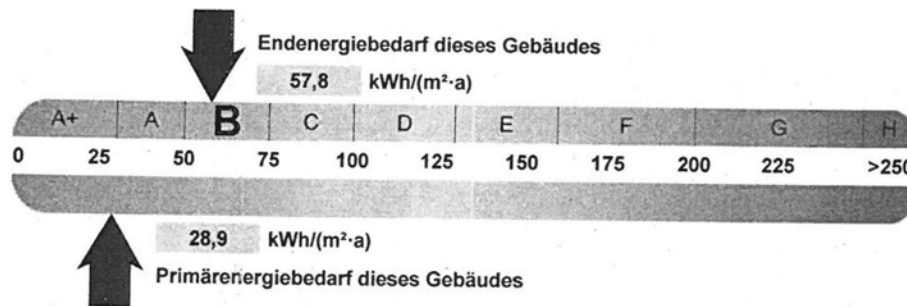 Endenergiebedarf dieses Gebäudes
57,8 kWh/(m²·a)
A+ A B C D E F G H
0 25 50 75 100 125 150 175 200 225 >250
28,9 kWh/(m²·a)
Primärenergiebedarf dieses Gebäudes